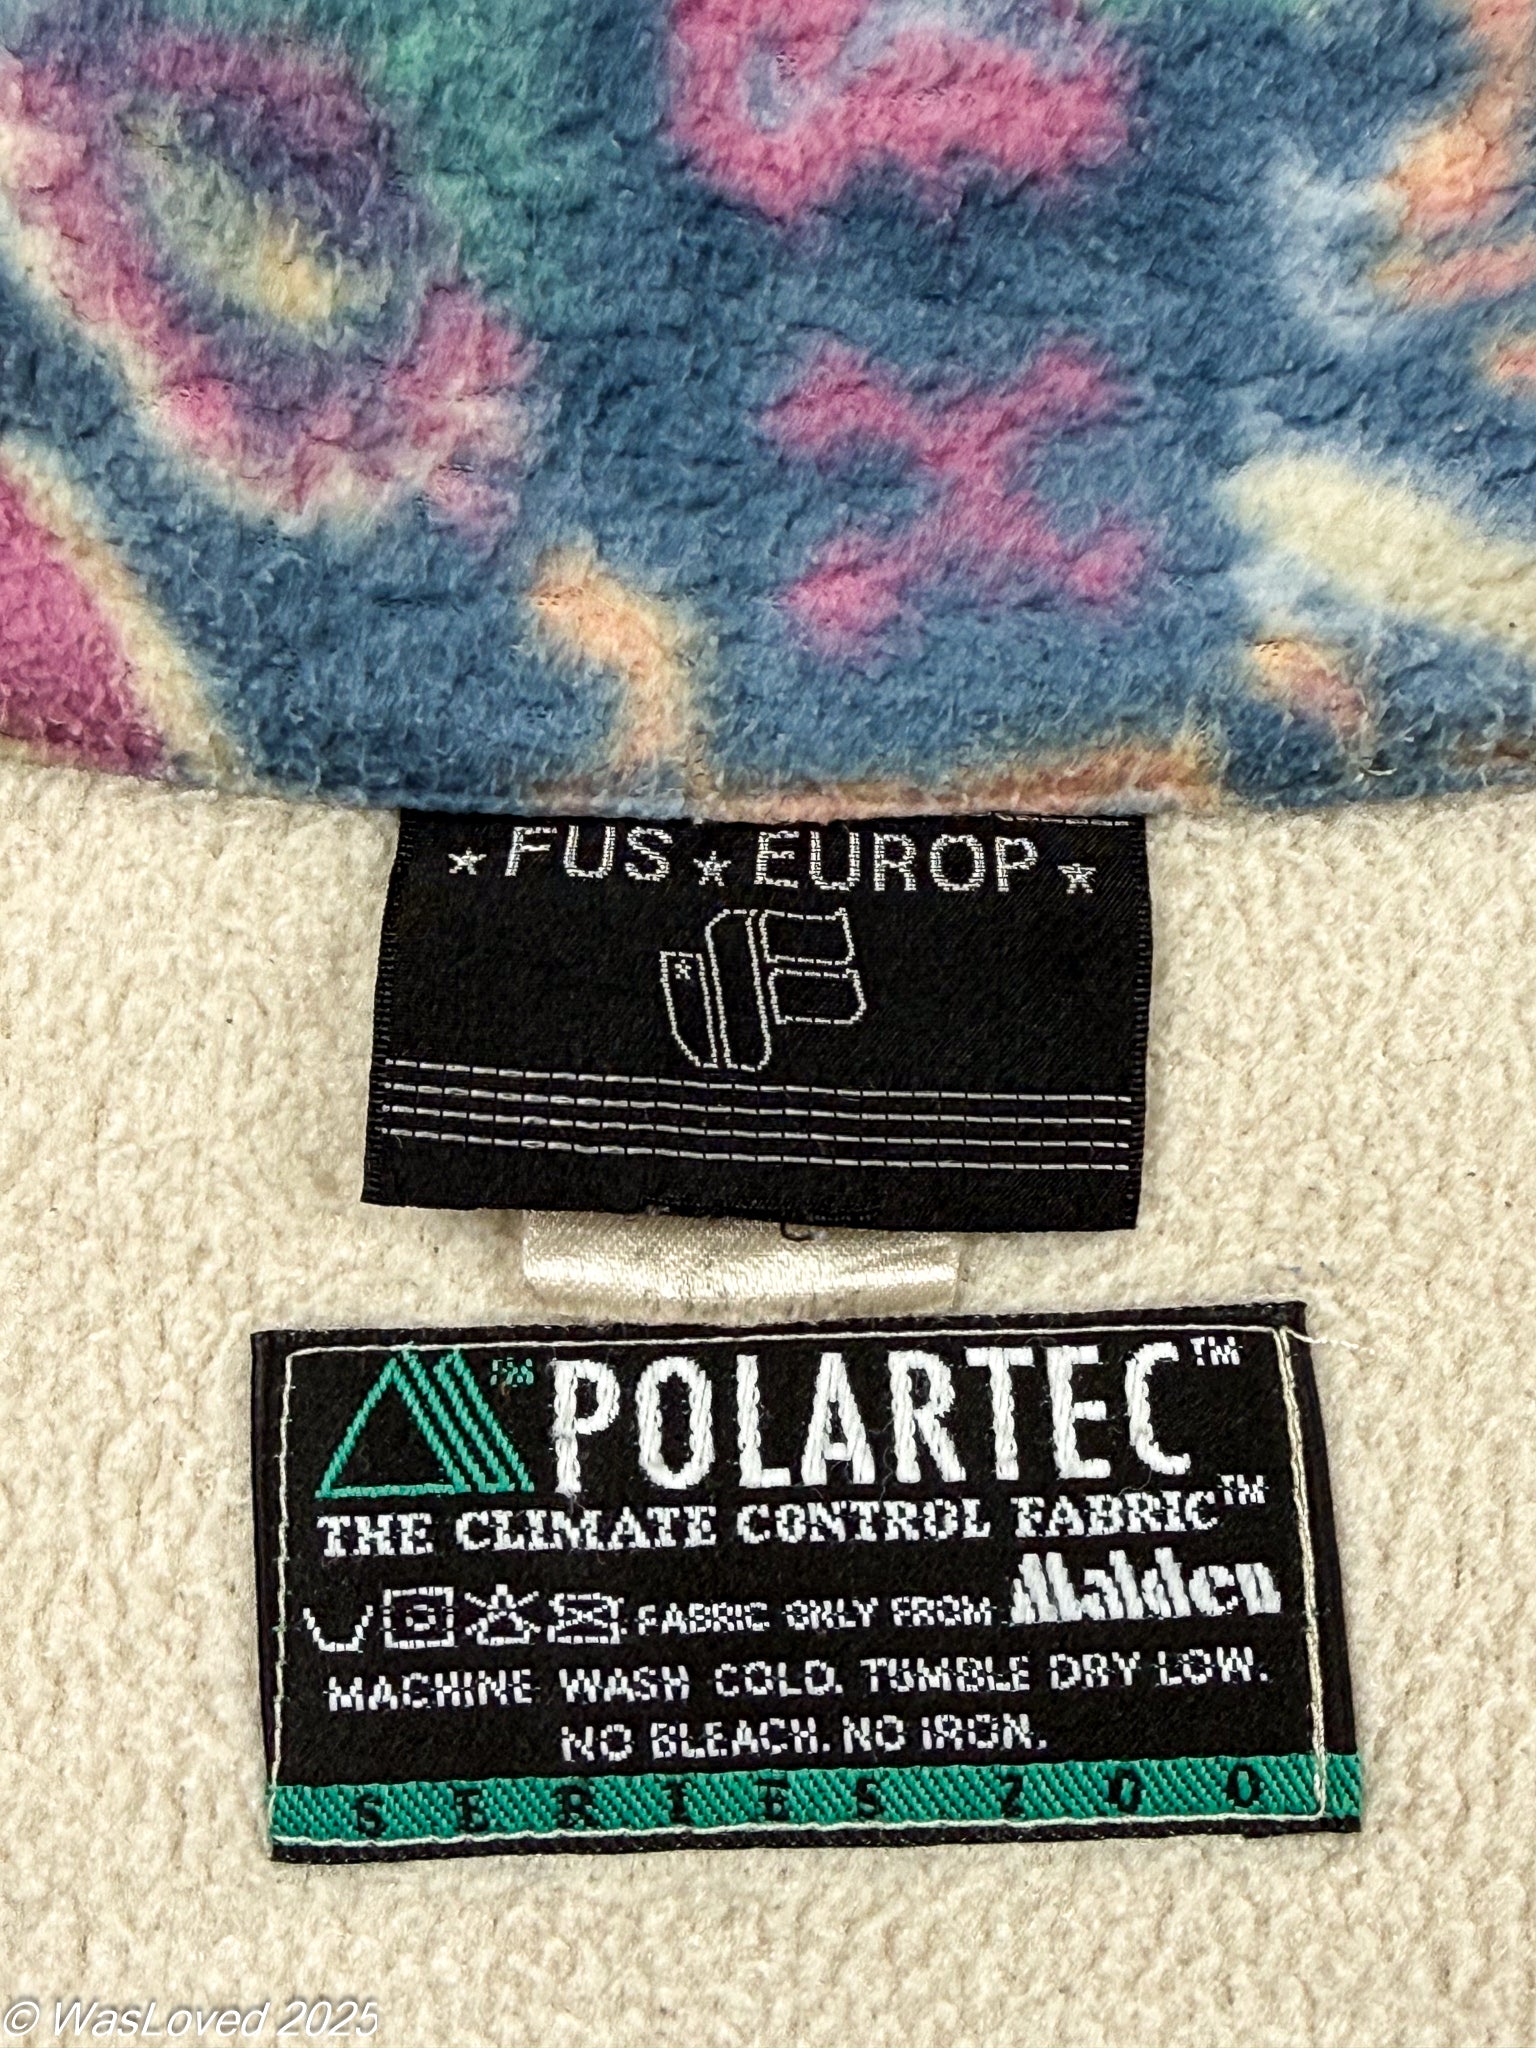 ★ FUS ★ EUROP ★
™ POLARTEC™
THE CLIMATE CONTROL FABRIC™
FABRIC ONLY FROM Malden
MACHINE WASH COLD. TUMBLE DRY LOW.
NO BLEACH. NO IRON.
SERIES 200
© WasLoved 2025